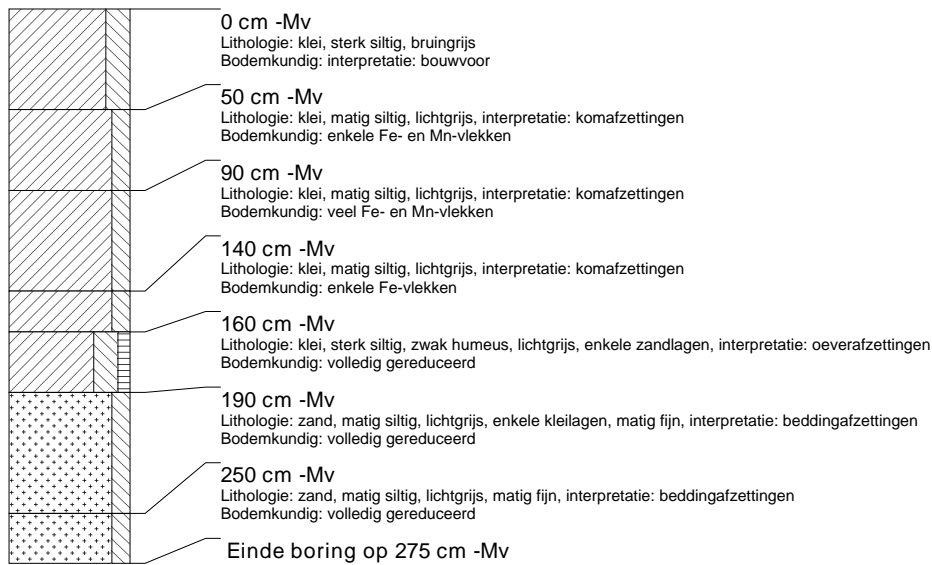 0 cm -Mv
Lithologie: klei, sterk siltig, bruingrijs
Bodemkundig: interpretatie: bouwvoor
50 cm -Mv
Lithologie: klei, matig siltig, lichtgrijs, interpretatie: komafzettingen
Bodemkundig: enkele Fe- en Mn-vlekken
90 cm -Mv
Lithologie: klei, matig siltig, lichtgrijs, interpretatie: komafzettingen
Bodemkundig: veel Fe- en Mn-vlekken
140 cm -Mv
Lithologie: klei, matig siltig, lichtgrijs, interpretatie: komafzettingen
Bodemkundig: enkele Fe-vlekken
160 cm -Mv
Lithologie: klei, sterk siltig, zwak humeus, lichtgrijs, enkele zandlagen, interpretatie: oeverafzettingen
Bodemkundig: volledig gereduceerd
190 cm -Mv
Lithologie: zand, matig siltig, lichtgrijs, enkele kleilagen, matig fijn, interpretatie: beddingafzettingen
Bodemkundig: volledig gereduceerd
250 cm -Mv
Lithologie: zand, matig siltig, lichtgrijs, matig fijn, interpretatie: beddingafzettingen
Bodemkundig: volledig gereduceerd
Einde boring op 275 cm -Mv